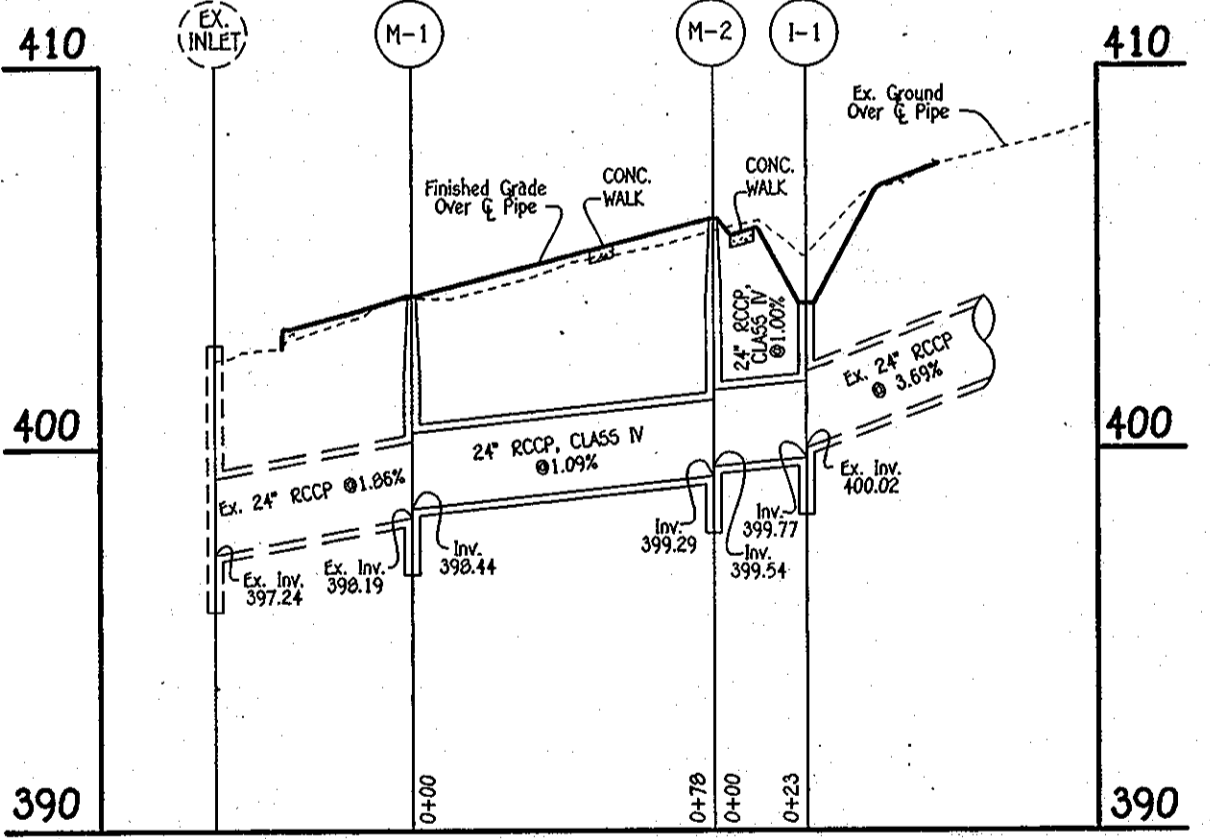 EX.
INLET
M-1
M-2
I-1
410
410
Ex. Ground
Over ℄ Pipe
CONC.
WALK
CONC.
WALK
Finished Grade
Over ℄ Pipe
24" RCCP,
CLASS IV
@1.00%
Ex. 24" RCCP
@ 3.69%
400
400
24" RCCP, CLASS IV
@1.09%
Ex. 24" RCCP @1.86%
Ex. Inv.
400.02
Inv.
399.77
Inv.
399.29
Inv.
399.54
Inv.
398.44
Ex. Inv.
398.19
Ex. Inv.
397.24
0+00
0+78
0+00
0+23
390
390